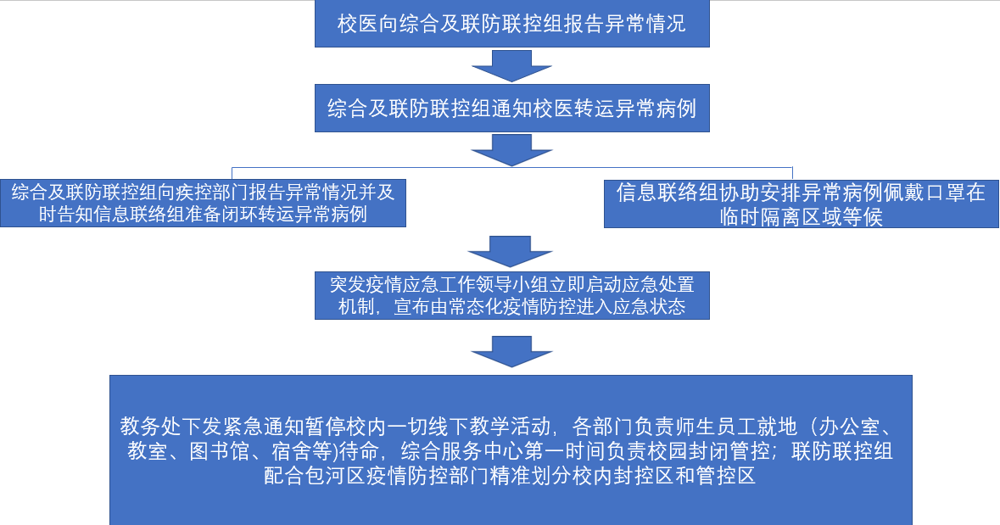 校医向综合及联防联控组报告异常情况
综合及联防联控组通知校医转运异常病例
综合及联防联控组向疾控部门报告异常情况并及
时告知信息联络组准备闭环转运异常病例
信息联络组协助安排异常病例佩戴口罩在
临时隔离区域等候
突发疫情应急工作领导小组立即启动应急处置
机制，宣布由常态化疫情防控进入应急状态
教务处下发紧急通知暂停校内一切线下教学活动，各部门负责师生员工就地（办公室、
教室、图书馆、宿舍等)待命，综合服务中心第一时间负责校园封闭管控；联防联控组
配合包河区疫情防控部门精准划分校内封控区和管控区